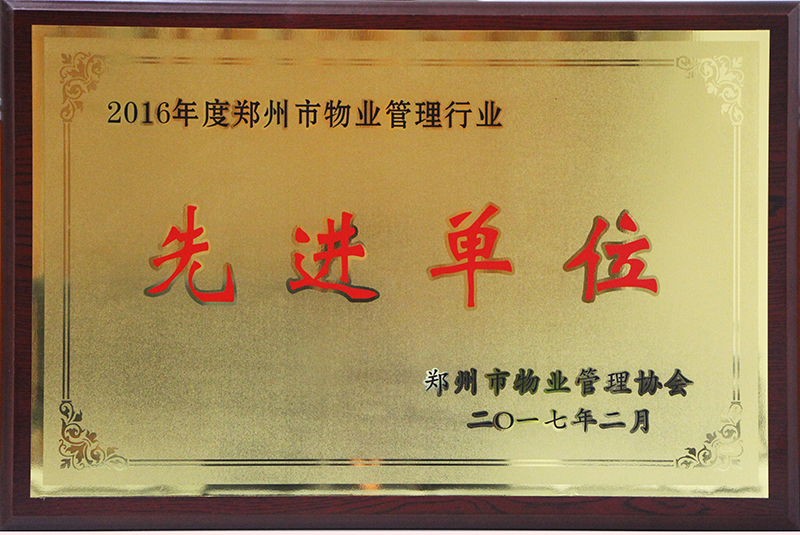 2016年度郑州市物业管理行业
先进单位
郑州市物业管理协会
二〇一七年二月